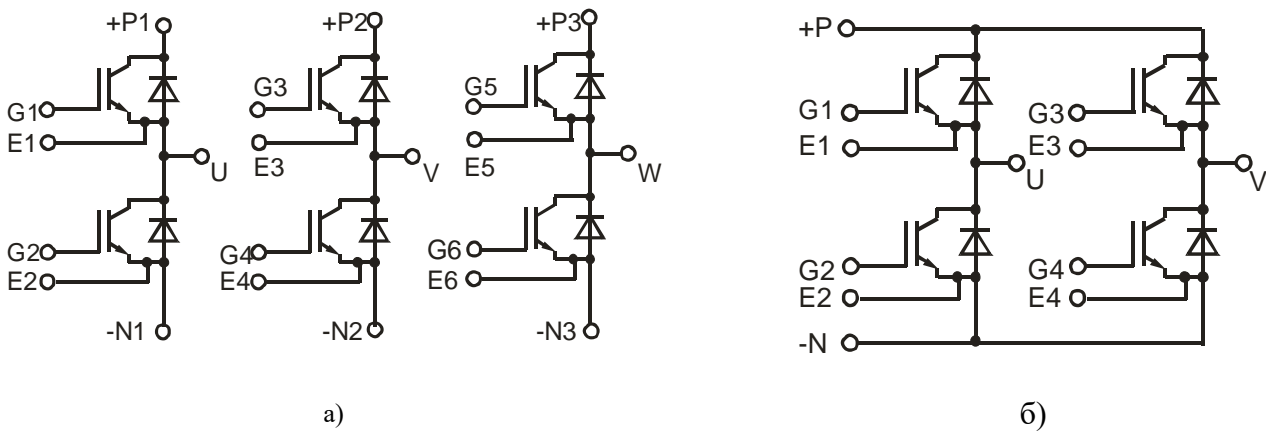 +P1 +P2 +P3 +P
G1 G3 G5 G1 G3
E1 E3 E5 E1 E3
U V W U V
G2 G4 G6 G2 G4
E2 E4 E6 E2 E4
-N1 -N2 -N3 -N
а) б)